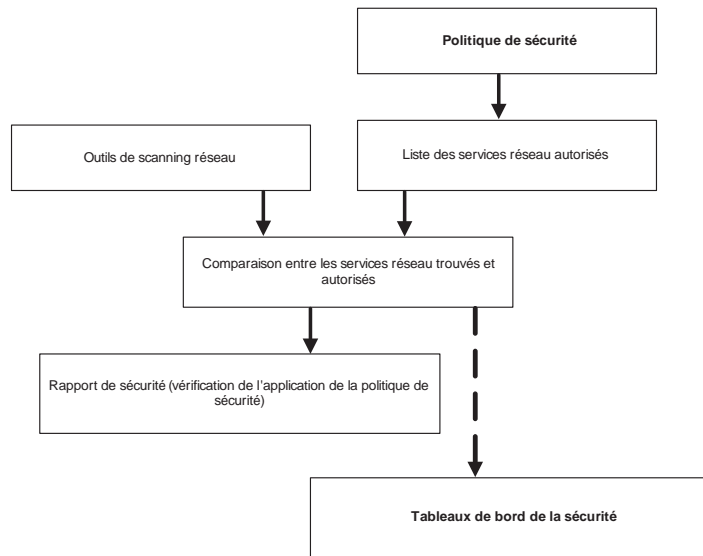 Politique de sécurité
Outils de scanning réseau
Liste des services réseau autorisés
Comparaison entre les services réseau trouvés et
autorisés
Rapport de sécurité (vérification de l'application de la politique de
sécurité)
Tableaux de bord de la sécurité